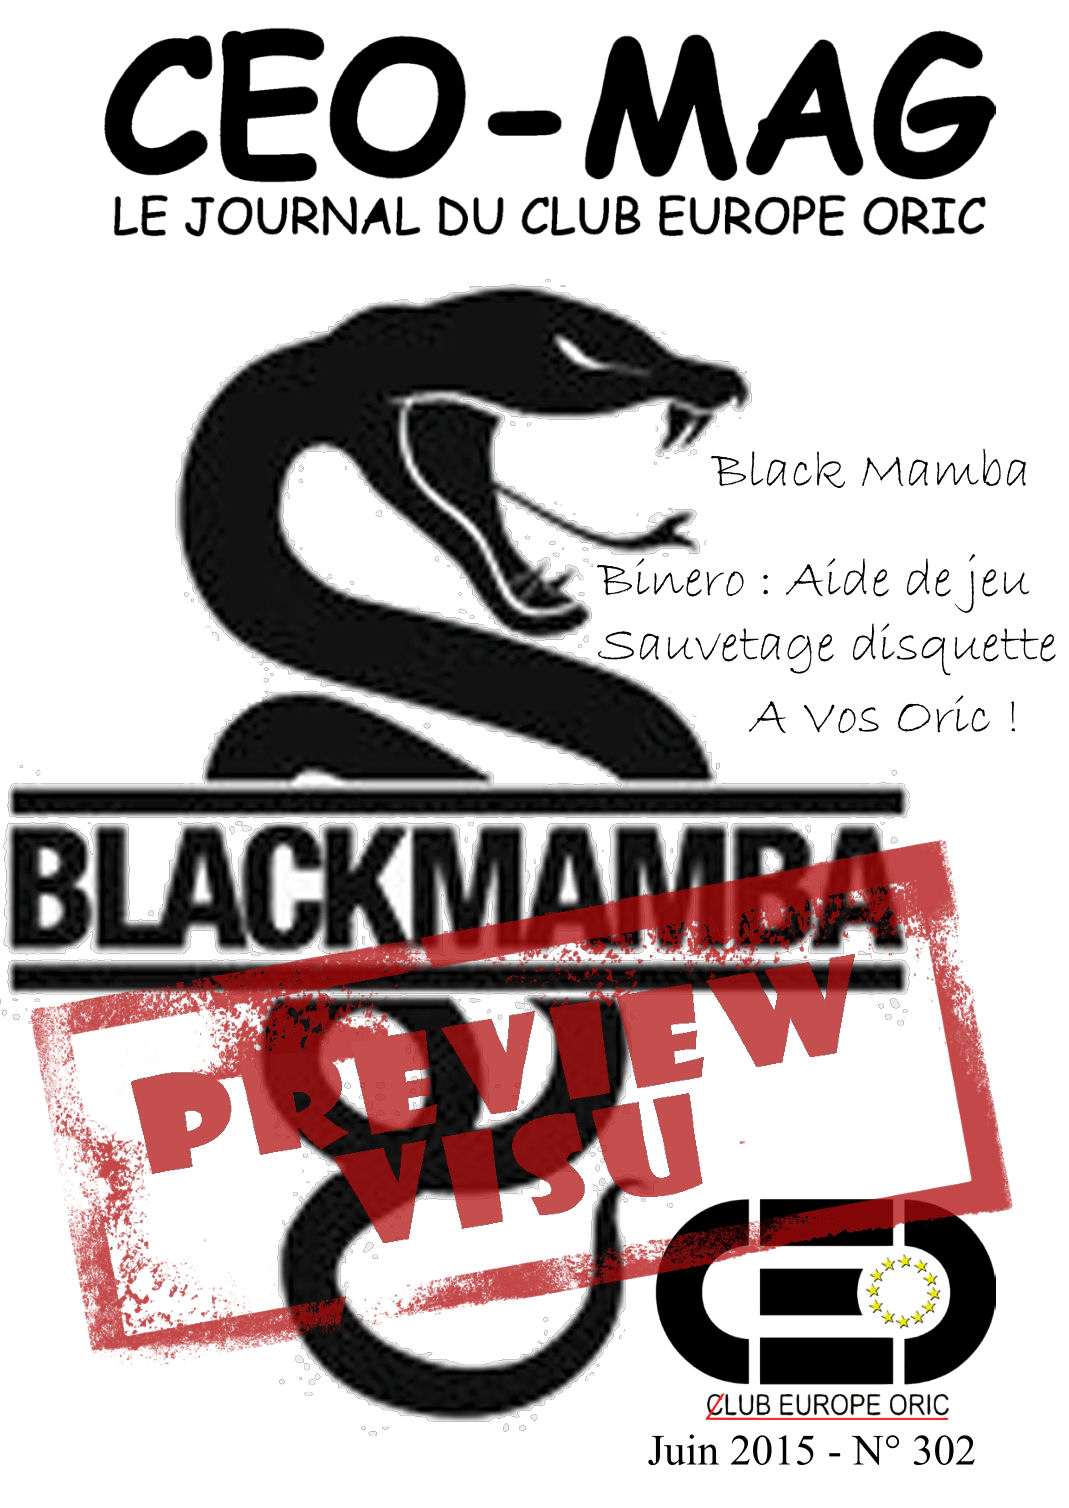 CEO-MAG
LE JOURNAL DU CLUB EUROPE ORIC
Black Mamba
Binero : Aide de jeu
Sauvetage disquette
A Vos Oric !
BLACKMAMBA
PREVIEW
VISU
CEO
CLUB EUROPE ORIC
Juin 2015 - N° 302